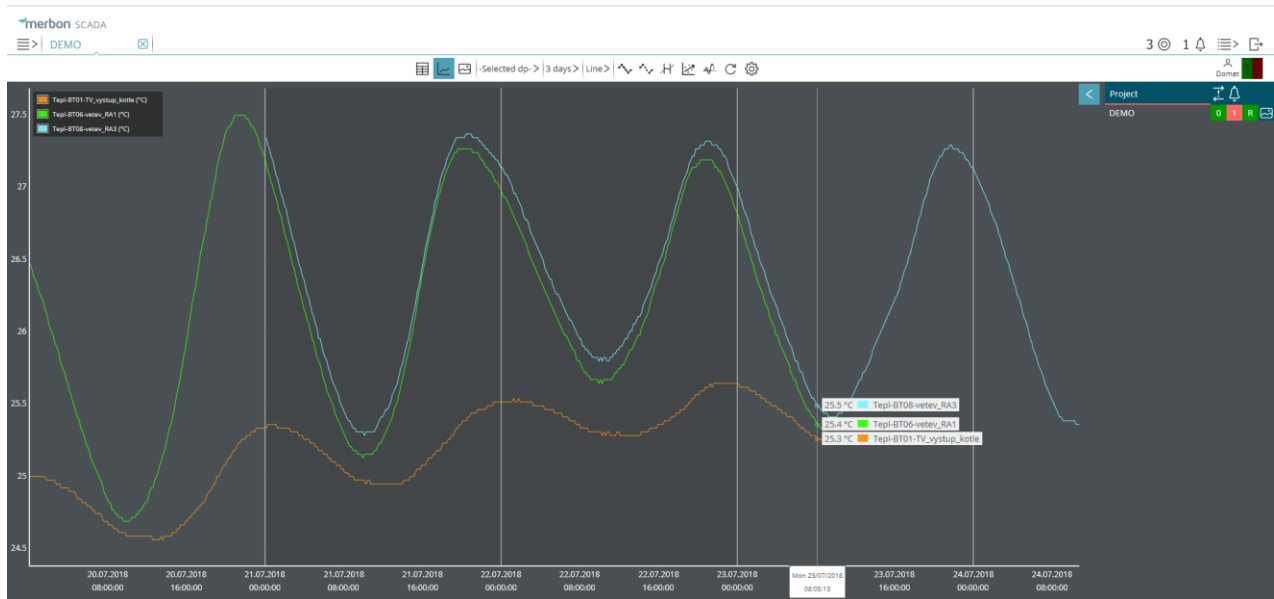 merbon SCADA
DEMO
3 1
-Selected dp-> 3 days> Line>
Domat
Project
DEMO 0 1 R
Tepl-BT01-TV_vystup_kotle (°C)
Tepl-BT06-vetev_RA1 (°C)
Tepl-BT08-vetev_RA3 (°C)
27.5
27
26.5
26
25.5
25
24.5
25.5 °C Tepl-BT08-vetev_RA3
25.4 °C Tepl-BT06-vetev_RA1
25.3 °C Tepl-BT01-TV_vystup_kotle
20.07.2018 20.07.2018 21.07.2018 21.07.2018 21.07.2018 22.07.2018 22.07.2018 22.07.2018 23.07.2018 Mon 23/07/2018 23.07.2018 24.07.2018 24.07.2018
08:00:00 16:00:00 00:00:00 08:00:00 16:00:00 00:00:00 08:00:00 16:00:00 00:00:00 08:05:13 16:00:00 00:00:00 08:00:00